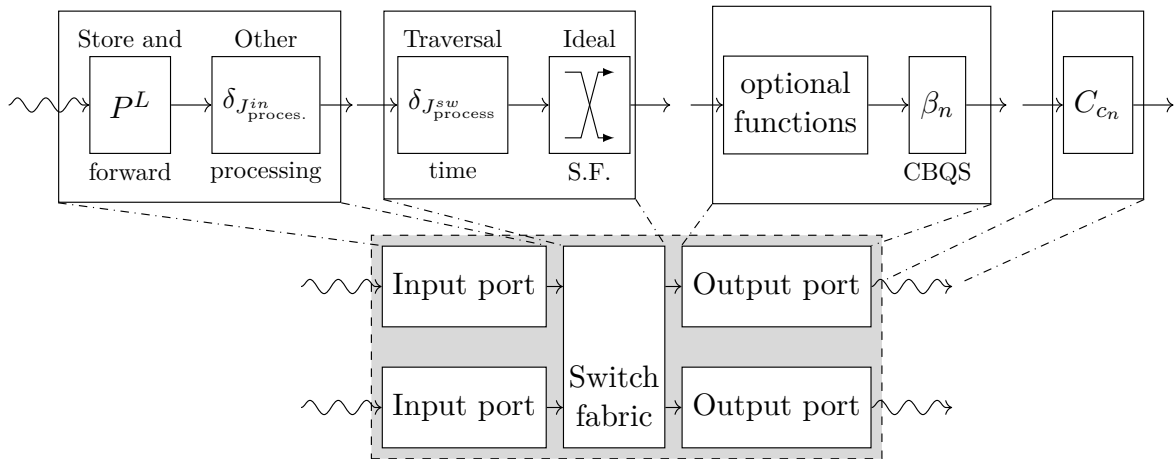 Store and Other Traversal Ideal
P^L δ_{J^{in}_{proces.}} δ_{J^{sw}_{process}} optional functions β_n C_{c_n}
forward processing time S.F. CBQS
Input port Output port
Switch
fabric
Input port Output port